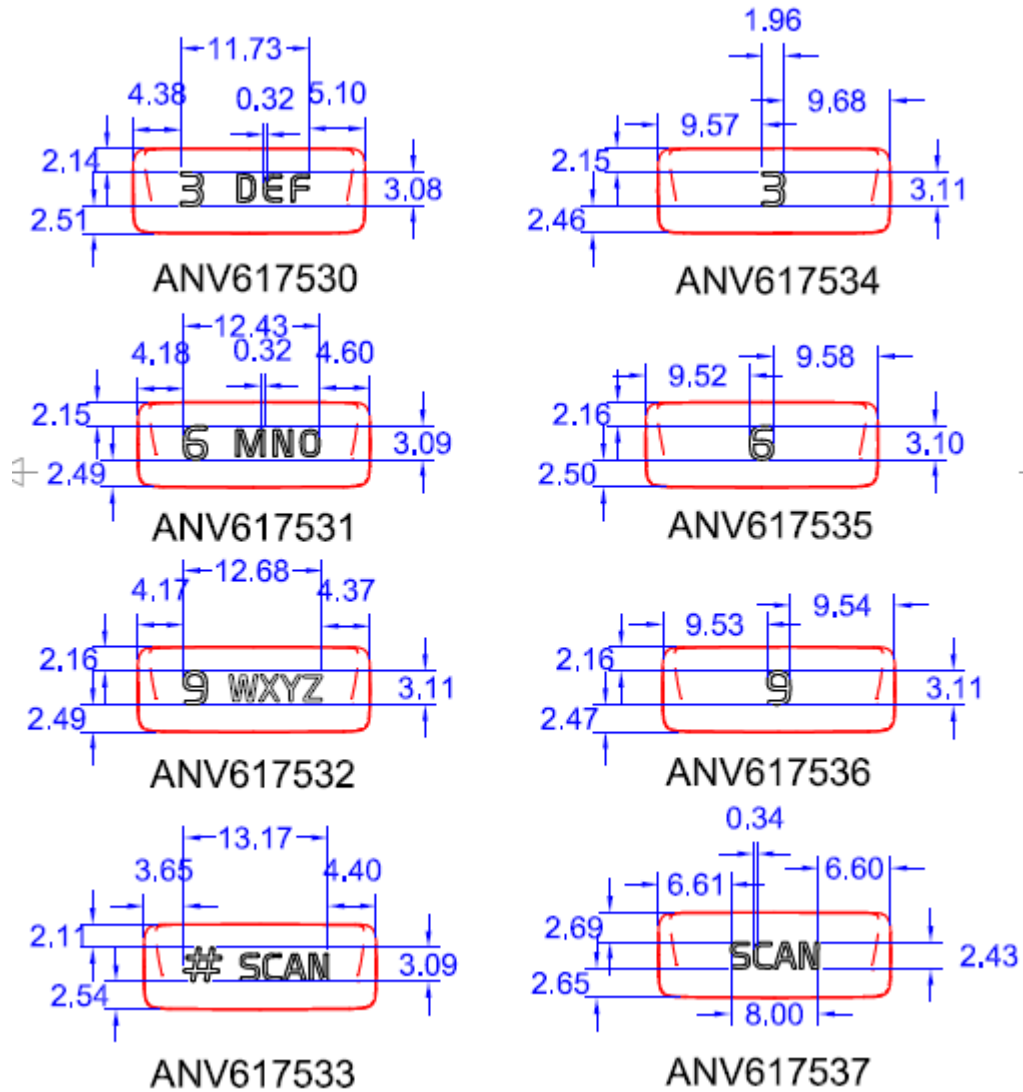 1.96
11.73
4.38 0.32 5.10
9.57 9.68
2.14
3 DEF
3.08
2.51
2.15
3
3.11
2.46
ANV617530
ANV617534
12.43
4.18 0.32 4.60
9.52 9.58
2.15
6 MNO
3.09
2.49
2.16
6
3.10
2.50
ANV617531
ANV617535
12.68
4.17 4.37
9.53 9.54
2.16
9 WXYZ
3.11
2.49
2.16
9
3.11
2.47
ANV617532
ANV617536
13.17
3.65 4.40
0.34
6.61 6.60
2.11
# SCAN
3.09
2.54
2.69
SCAN
2.43
2.65
8.00
ANV617533
ANV617537